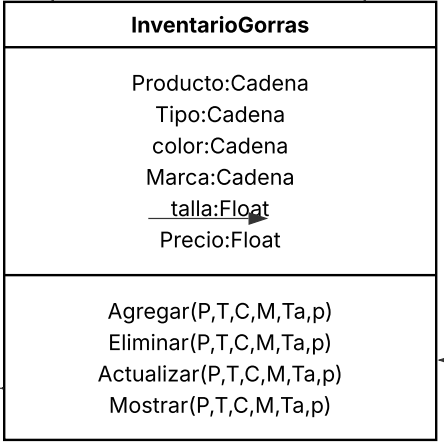 InventarioGorras
Producto:Cadena
Tipo:Cadena
color:Cadena
Marca:Cadena
talla:Float
Precio:Float
Agregar(P,T,C,M,Ta,p)
Eliminar(P,T,C,M,Ta,p)
Actualizar(P,T,C,M,Ta,p)
Mostrar(P,T,C,M,Ta,p)